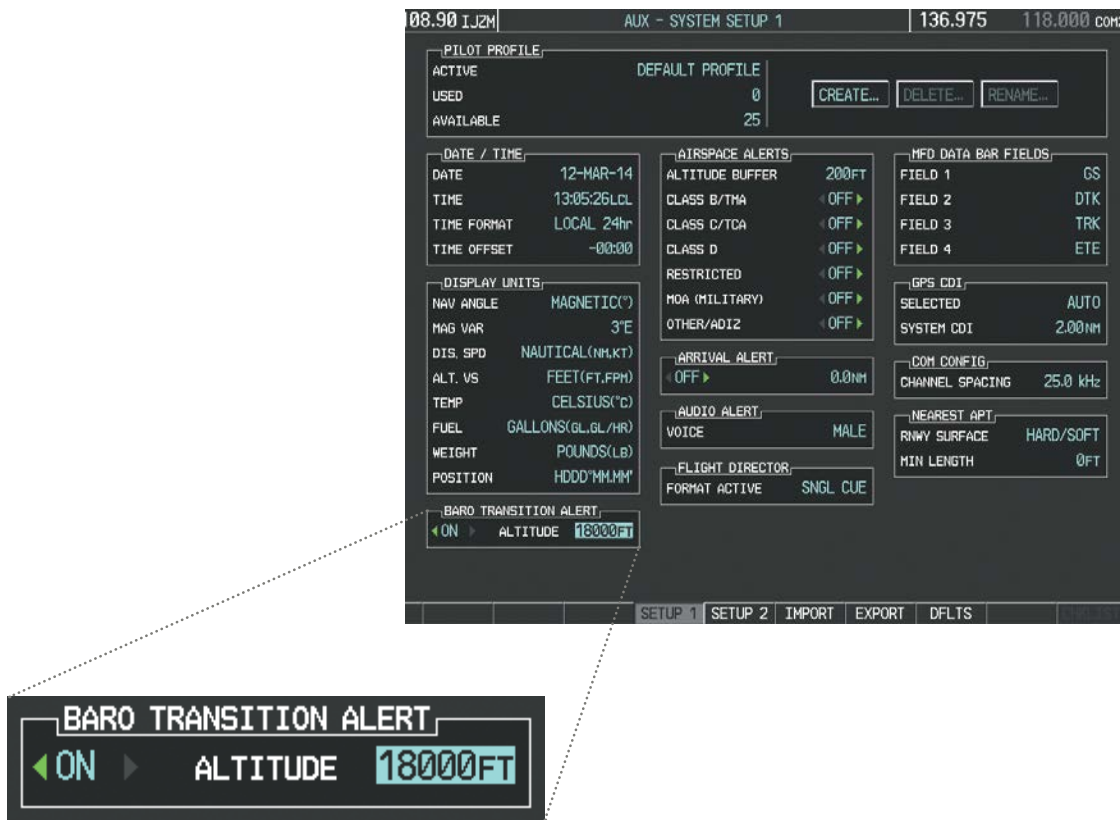 108.90 IJZM AUX - SYSTEM SETUP 1 136.975 118.000 COM2
PILOT PROFILE
ACTIVE DEFAULT PROFILE
USED 0
AVAILABLE 25
CREATE... DELETE... RENAME...
DATE / TIME
DATE 12-MAR-14
TIME 13:05:26LCL
TIME FORMAT LOCAL 24hr
TIME OFFSET -00:00
DISPLAY UNITS
NAV ANGLE MAGNETIC(°)
MAG VAR 3°E
DIS, SPD NAUTICAL(NM,KT)
ALT, VS FEET(FT,FPM)
TEMP CELSIUS(°C)
FUEL GALLONS(GL,GL/HR)
WEIGHT POUNDS(LB)
POSITION HDDD°MM.MM'
BARO TRANSITION ALERT
ON ALTITUDE 18000FT
AIRSPACE ALERTS
ALTITUDE BUFFER 200FT
CLASS B/TMA OFF
CLASS C/TCA OFF
CLASS D OFF
RESTRICTED OFF
MOA (MILITARY) OFF
OTHER/ADIZ OFF
ARRIVAL ALERT
OFF 0.0NM
AUDIO ALERT
VOICE MALE
FLIGHT DIRECTOR
FORMAT ACTIVE SNGL CUE
MFD DATA BAR FIELDS
FIELD 1 GS
FIELD 2 DTK
FIELD 3 TRK
FIELD 4 ETE
GPS CDI
SELECTED AUTO
SYSTEM CDI 2.00NM
COM CONFIG
CHANNEL SPACING 25.0 kHz
NEAREST APT
RNWY SURFACE HARD/SOFT
MIN LENGTH 0FT
SETUP 1 SETUP 2 IMPORT EXPORT DFLTS
BARO TRANSITION ALERT
ON ALTITUDE 18000FT